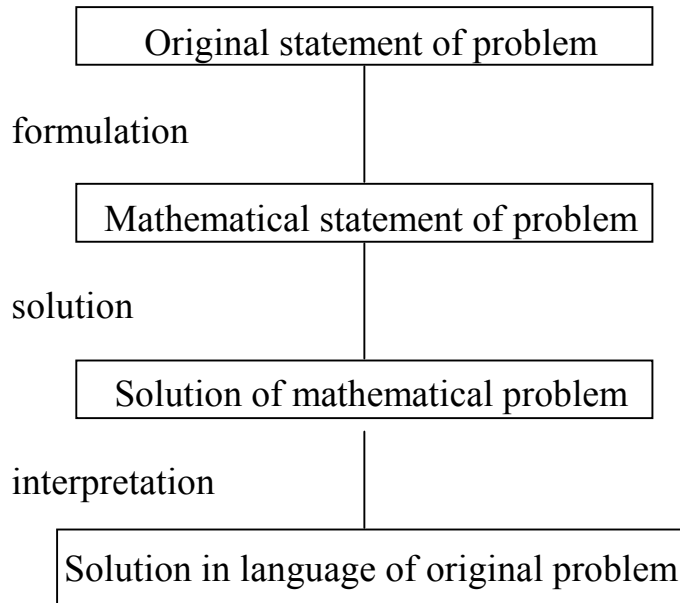 Original statement of problem
formulation
Mathematical statement of problem
solution
Solution of mathematical problem
interpretation
Solution in language of original problem